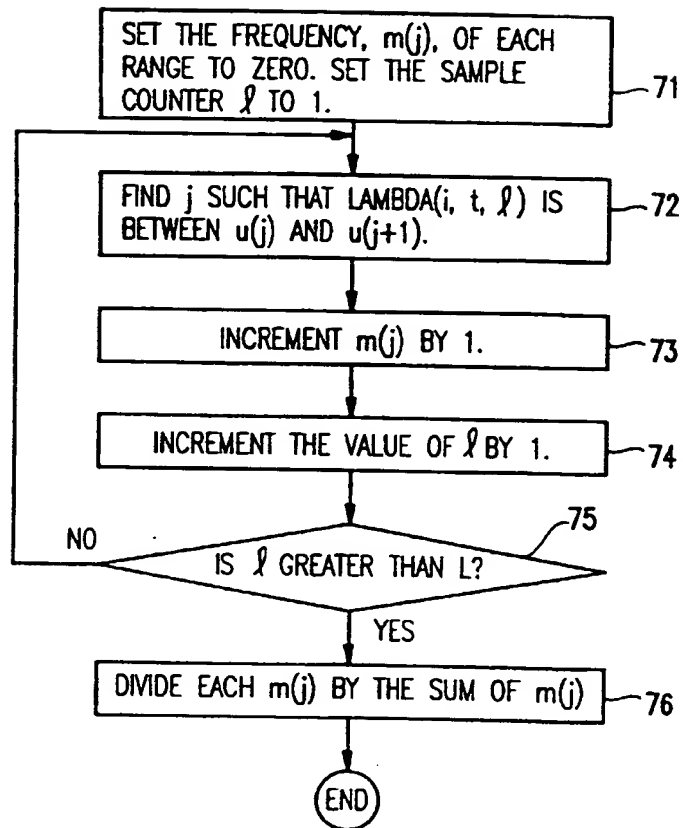 SET THE FREQUENCY, m(j), OF EACH
RANGE TO ZERO. SET THE SAMPLE
COUNTER ℓ TO 1.
71
FIND j SUCH THAT LAMBDA(i, t, ℓ) IS
BETWEEN u(j) AND u(j+1).
72
INCREMENT m(j) BY 1.
73
INCREMENT THE VALUE OF ℓ BY 1.
74
75
NO
IS ℓ GREATER THAN L?
YES
DIVIDE EACH m(j) BY THE SUM OF m(j)
76
END